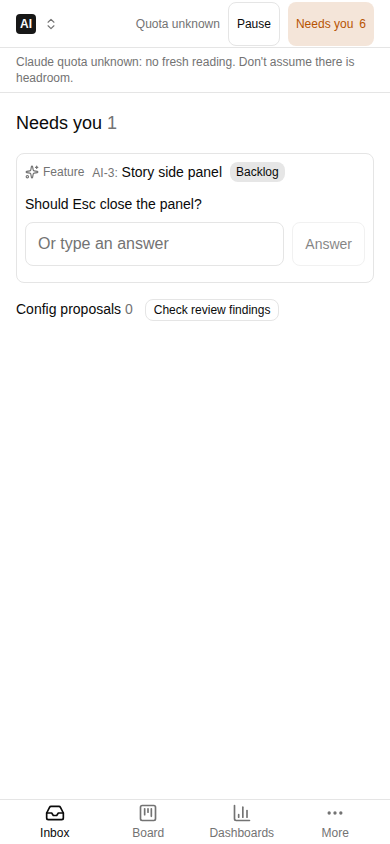 AI
Quota unknown
Pause
Needs you 6
Claude quota unknown: no fresh reading. Don't assume there is
headroom.
Needs you 1
Feature AI-3: Story side panel Backlog
Should Esc close the panel?
Or type an answer
Answer
Config proposals 0 Check review findings
Inbox
Board
Dashboards
More